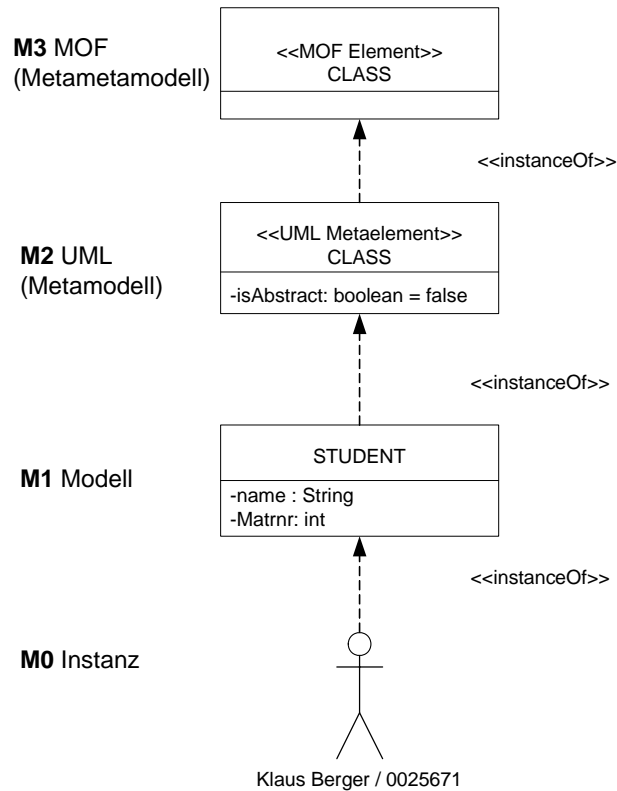 M3 MOF
(Metametamodell)
<<MOF Element>>
CLASS
<<instanceOf>>
M2 UML
(Metamodell)
<<UML Metaelement>>
CLASS
-isAbstract: boolean = false
<<instanceOf>>
M1 Modell
STUDENT
-name : String
-Matrnr: int
<<instanceOf>>
M0 Instanz
Klaus Berger / 0025671